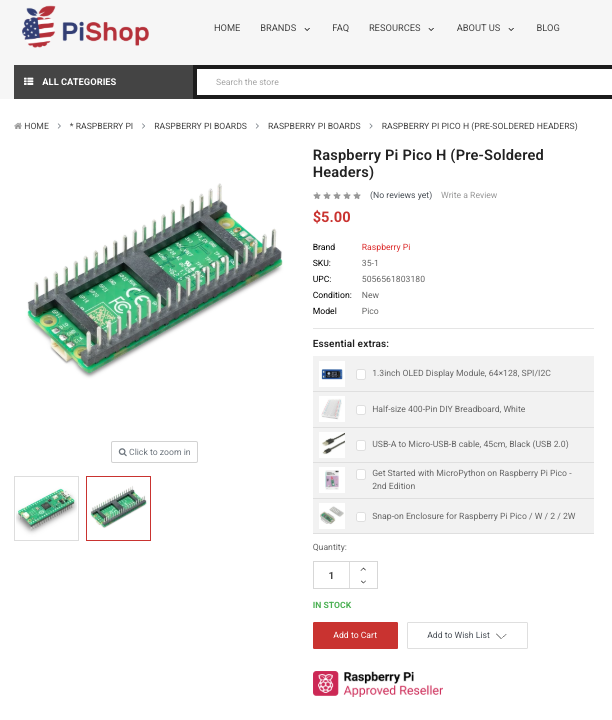 PiShop
HOME BRANDS FAQ RESOURCES ABOUT US BLOG
ALL CATEGORIES
Search the store
HOME > * RASPBERRY PI > RASPBERRY PI BOARDS > RASPBERRY PI BOARDS > RASPBERRY PI PICO H (PRE-SOLDERED HEADERS)
Raspberry Pi Pico H (Pre-Soldered
Headers)
(No reviews yet) Write a Review
$5.00
Brand Raspberry Pi
SKU: 35-1
UPC: 5056561803180
Condition: New
Model Pico
Essential extras:
1.3inch OLED Display Module, 64×128, SPI/I2C
Half-size 400-Pin DIY Breadboard, White
USB-A to Micro-USB-B cable, 45cm, Black (USB 2.0)
Get Started with MicroPython on Raspberry Pi Pico -
2nd Edition
Snap-on Enclosure for Raspberry Pi Pico / W / 2 / 2W
Click to zoom in
Quantity:
1
IN STOCK
Add to Cart
Add to Wish List
Raspberry Pi
Approved Reseller